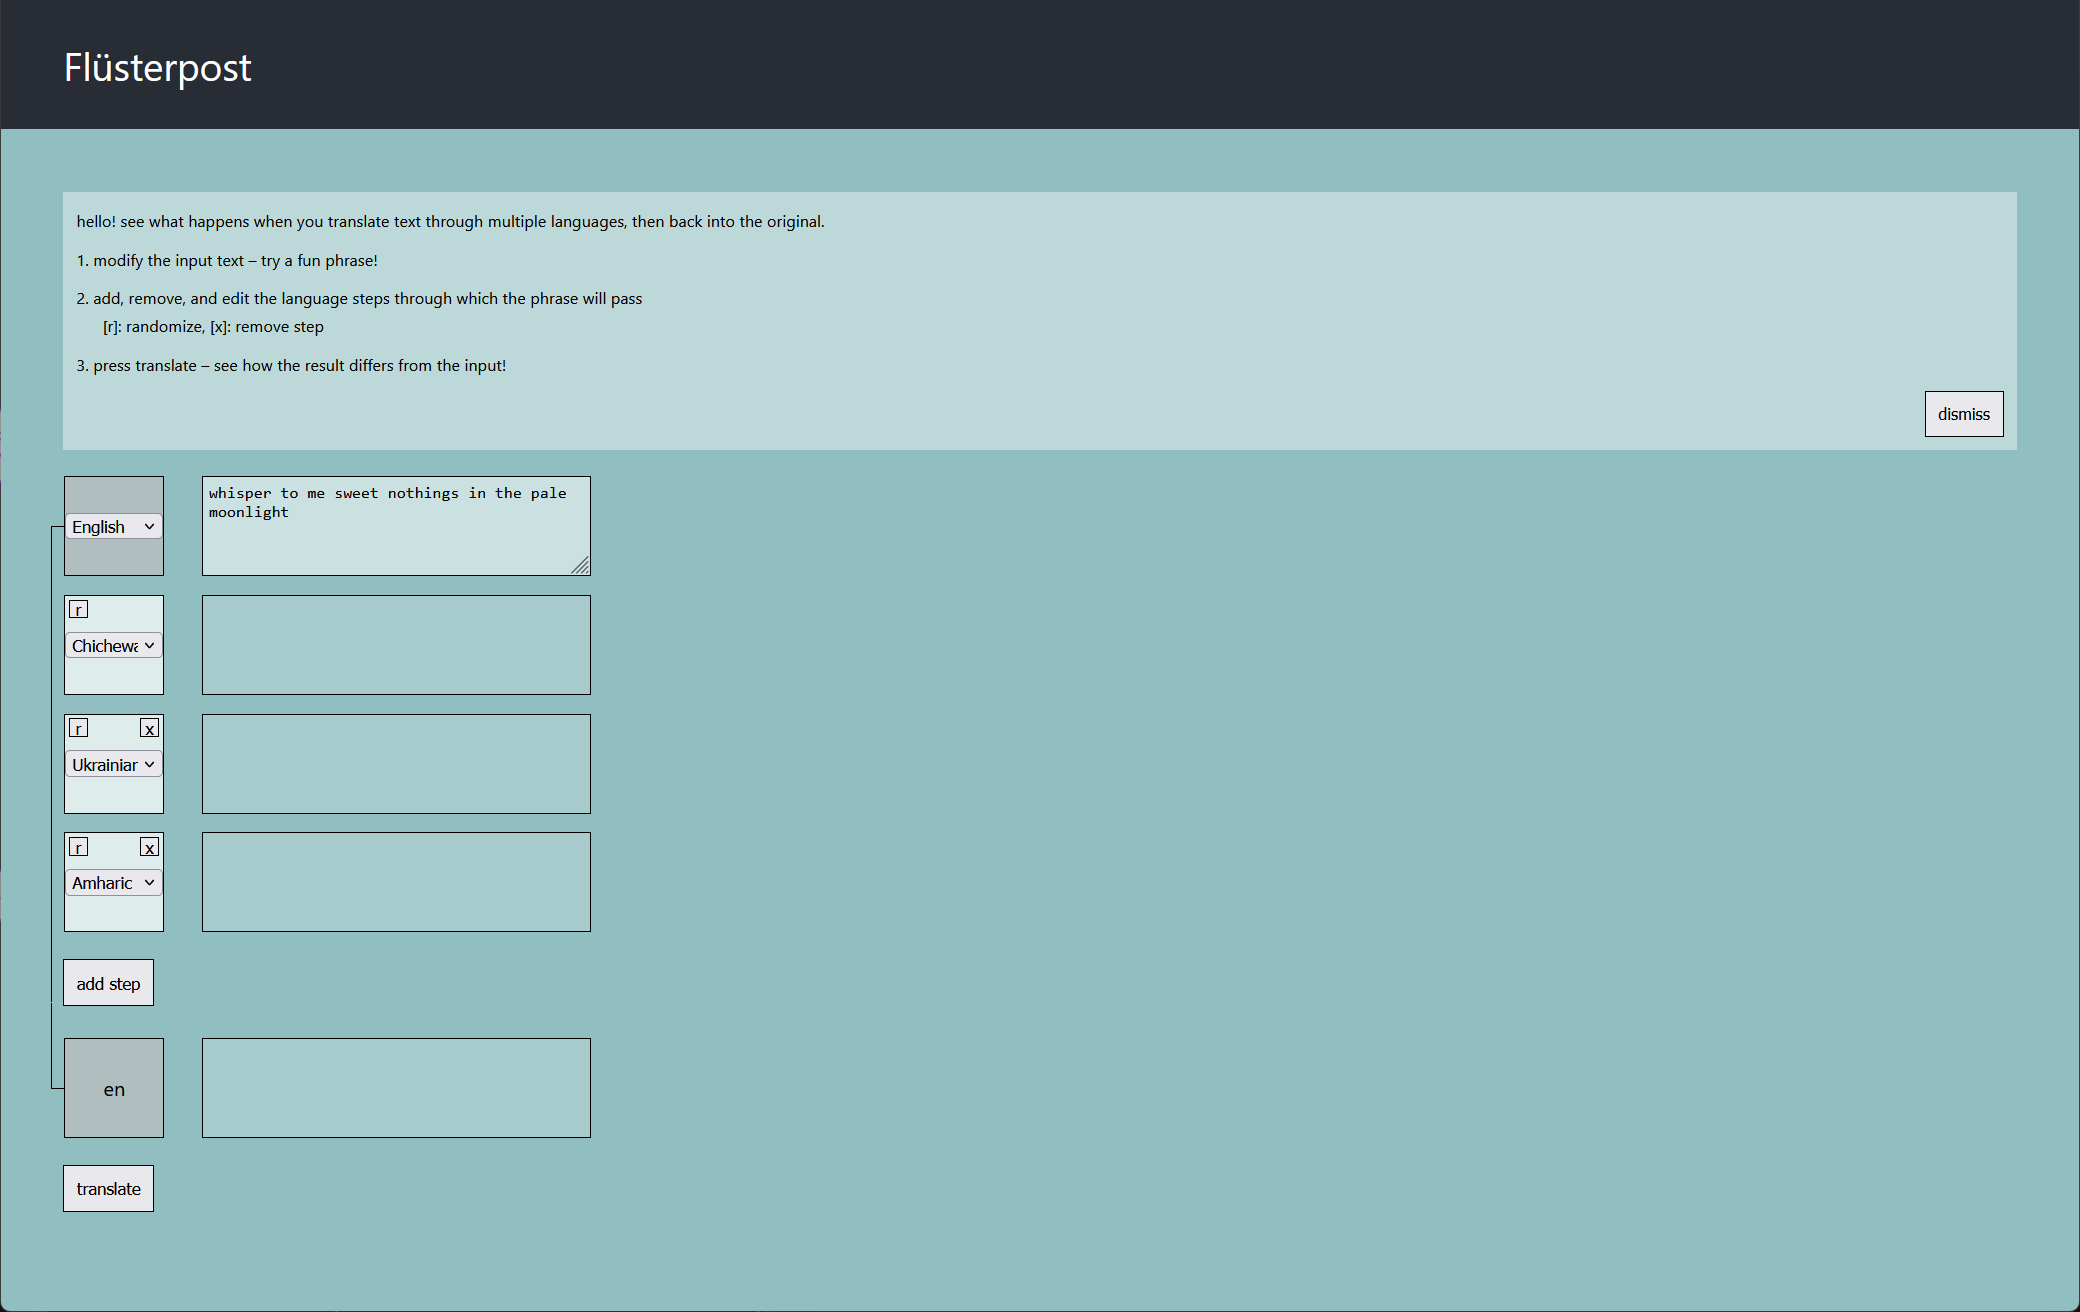 Flüsterpost
hello! see what happens when you translate text through multiple languages, then back into the original.
1. modify the input text – try a fun phrase!
2. add, remove, and edit the language steps through which the phrase will pass
[r]: randomize, [x]: remove step
3. press translate – see how the result differs from the input!
dismiss
English
whisper to me sweet nothings in the pale
moonlight
r
Chichewa
r x
Ukrainian
r x
Amharic
add step
en
translate